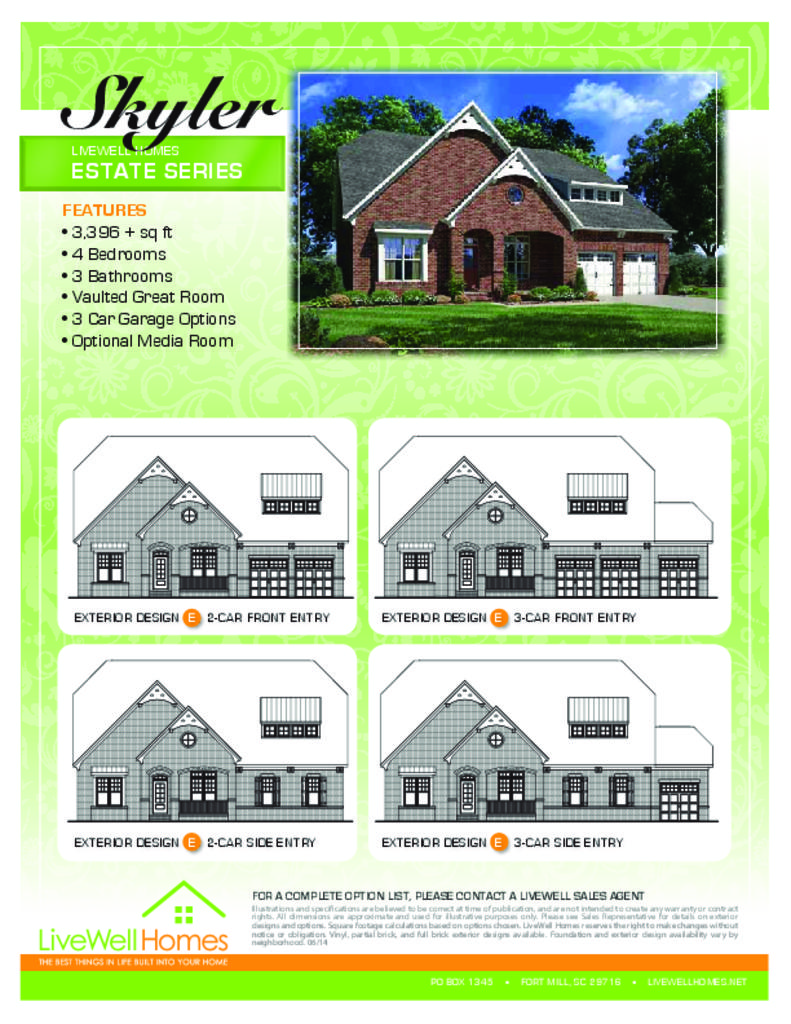 Skyler
LIVEWELL HOMES
ESTATE SERIES
FEATURES
• 3,396 + sq ft
• 4 Bedrooms
• 3 Bathrooms
• Vaulted Great Room
• 3 Car Garage Options
• Optional Media Room
EXTERIOR DESIGN E 2-CAR FRONT ENTRY
EXTERIOR DESIGN E 3-CAR FRONT ENTRY
EXTERIOR DESIGN E 2-CAR SIDE ENTRY
EXTERIOR DESIGN E 3-CAR SIDE ENTRY
FOR A COMPLETE OPTION LIST, PLEASE CONTACT A LIVEWELL SALES AGENT
Illustrations and specifications are believed to be correct at time of publication, and are not intended to create any warranty or contract
rights. All dimensions are approximate and used for illustrative purposes only. Please see Sales Representative for details on exterior
designs and options. Square footage calculations based on options chosen. LiveWell Homes reserves the right to make changes without
notice or obligation. Vinyl, partial brick, and full brick exterior designs available. Foundation and exterior design availability vary by
neighborhood. 06/14
LiveWell Homes
THE BEST THINGS IN LIFE BUILT INTO YOUR HOME
PO BOX 1345 • FORT MILL, SC 29716 • LIVEWELLHOMES.NET